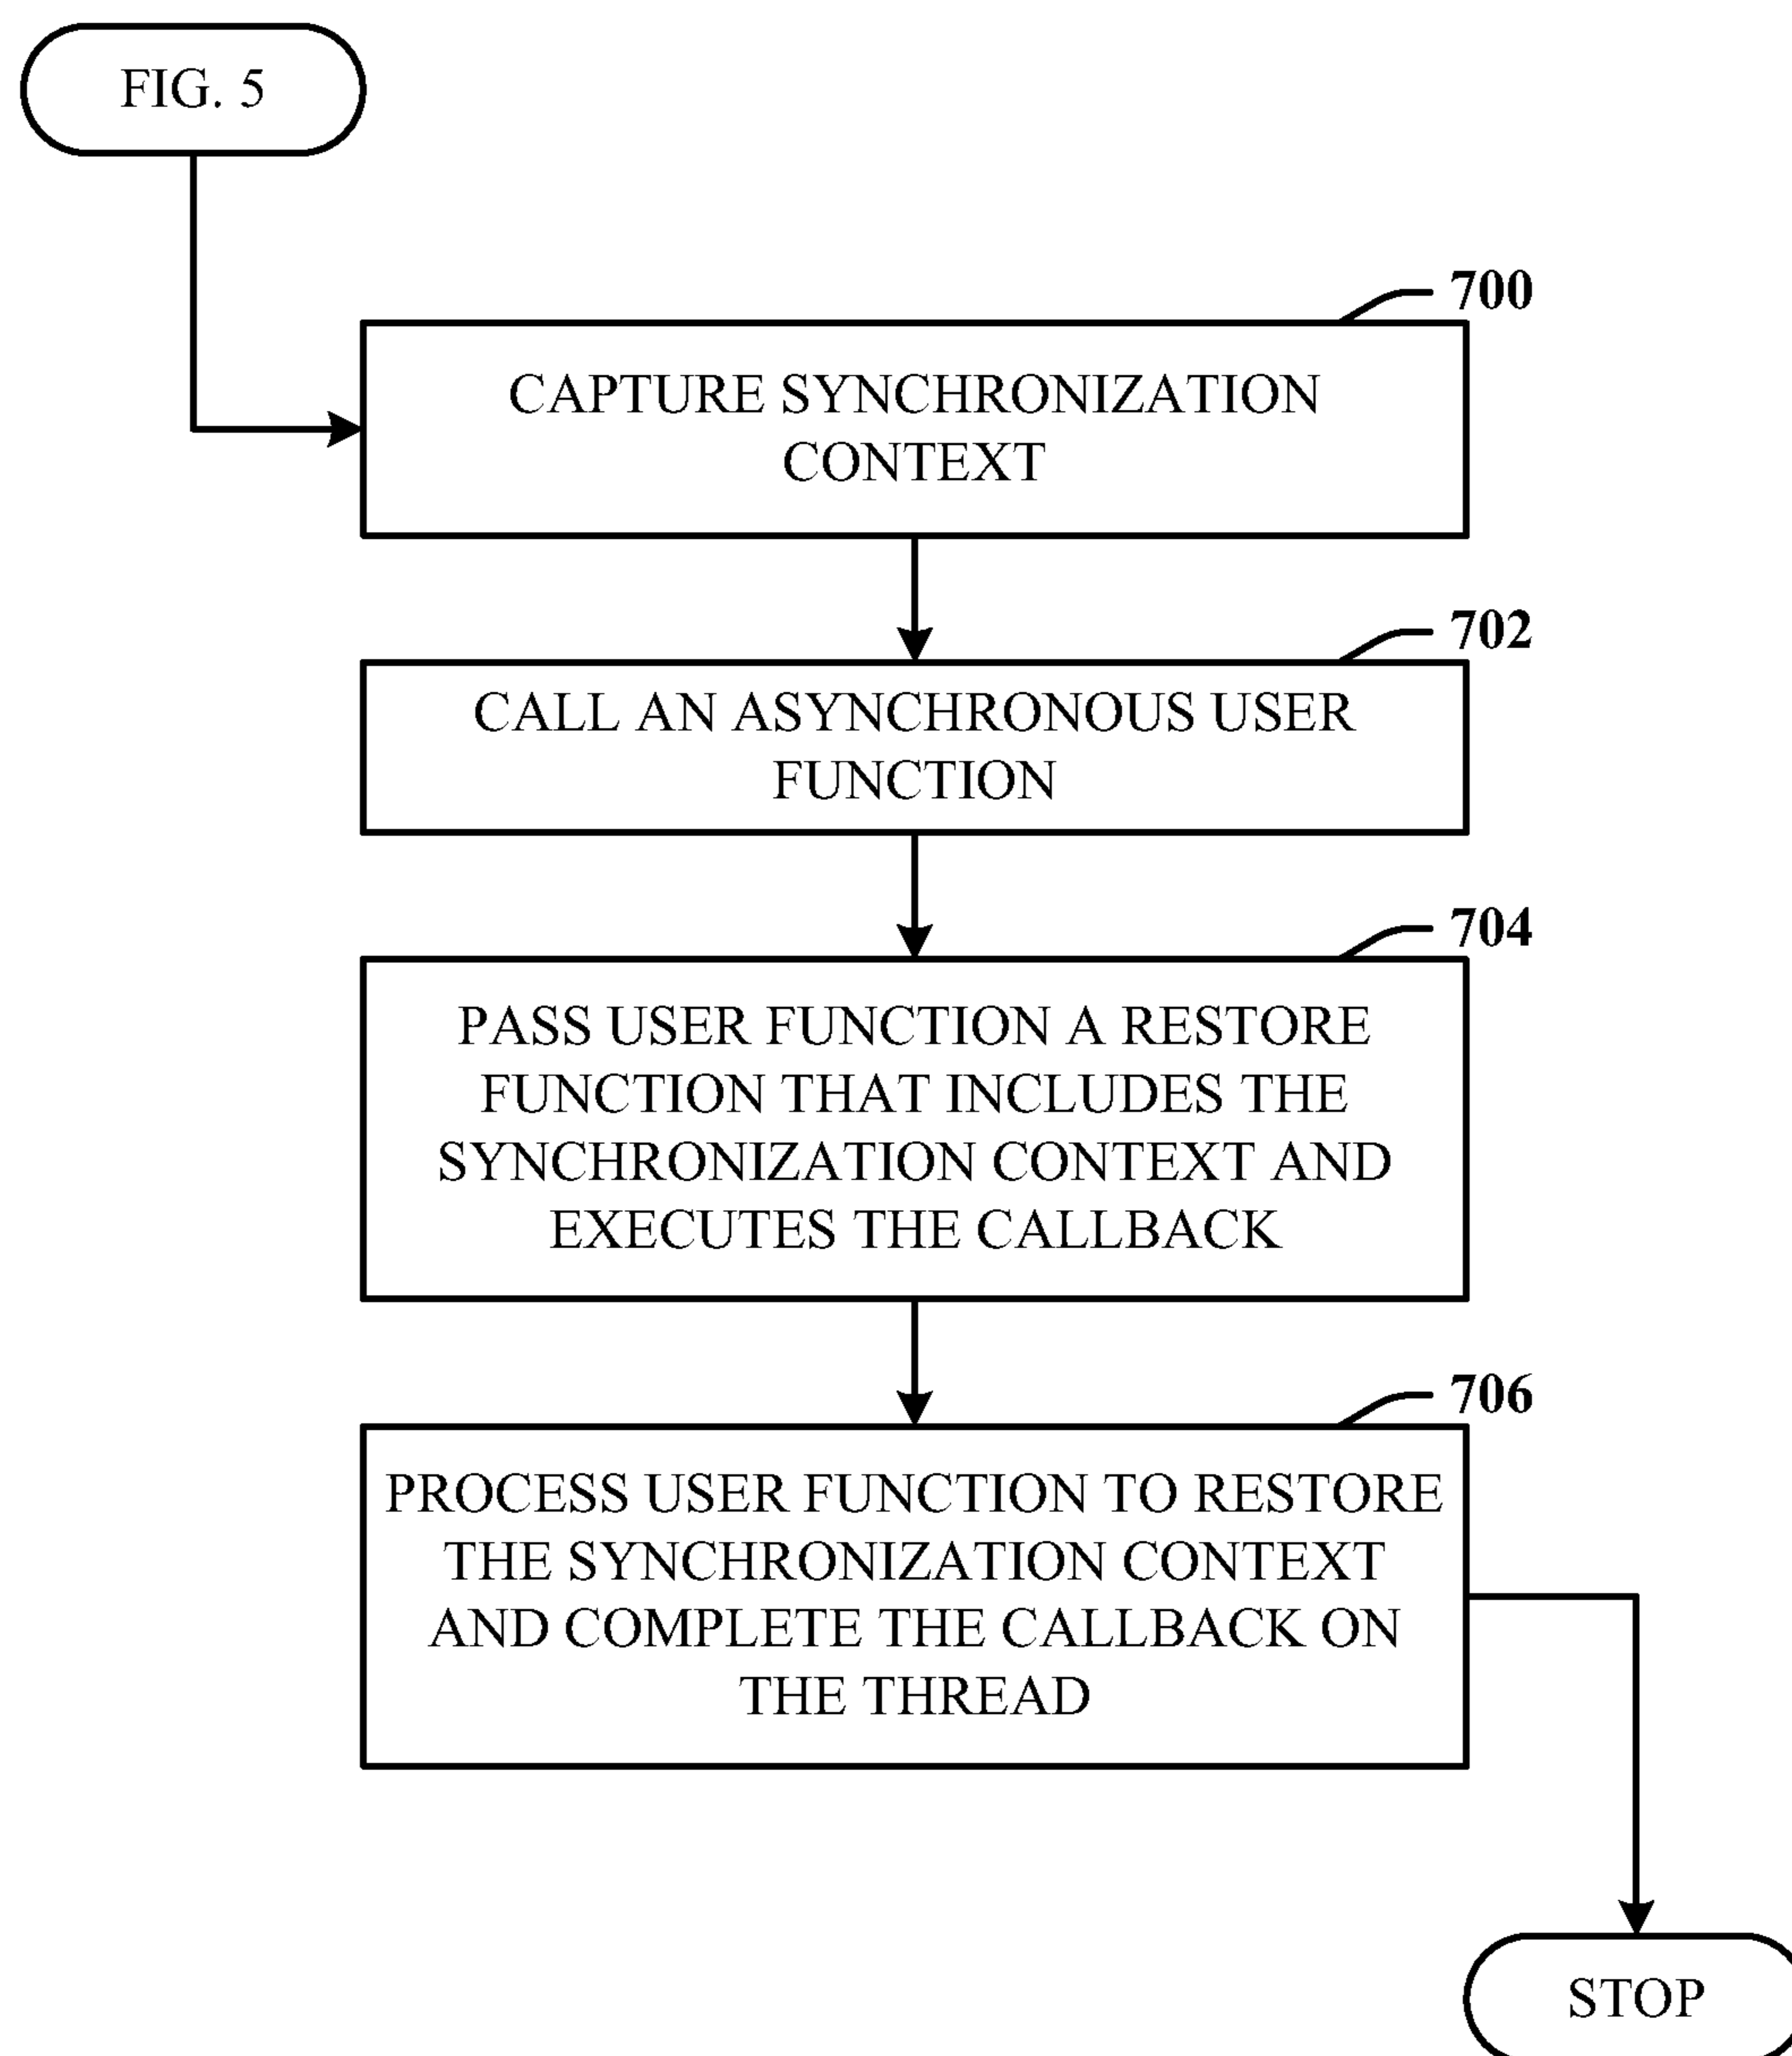 FIG. 5
700
CAPTURE SYNCHRONIZATION
CONTEXT
702
CALL AN ASYNCHRONOUS USER
FUNCTION
704
PASS USER FUNCTION A RESTORE
FUNCTION THAT INCLUDES THE
SYNCHRONIZATION CONTEXT AND
EXECUTES THE CALLBACK
706
PROCESS USER FUNCTION TO RESTORE
THE SYNCHRONIZATION CONTEXT
AND COMPLETE THE CALLBACK ON
THE THREAD
STOP